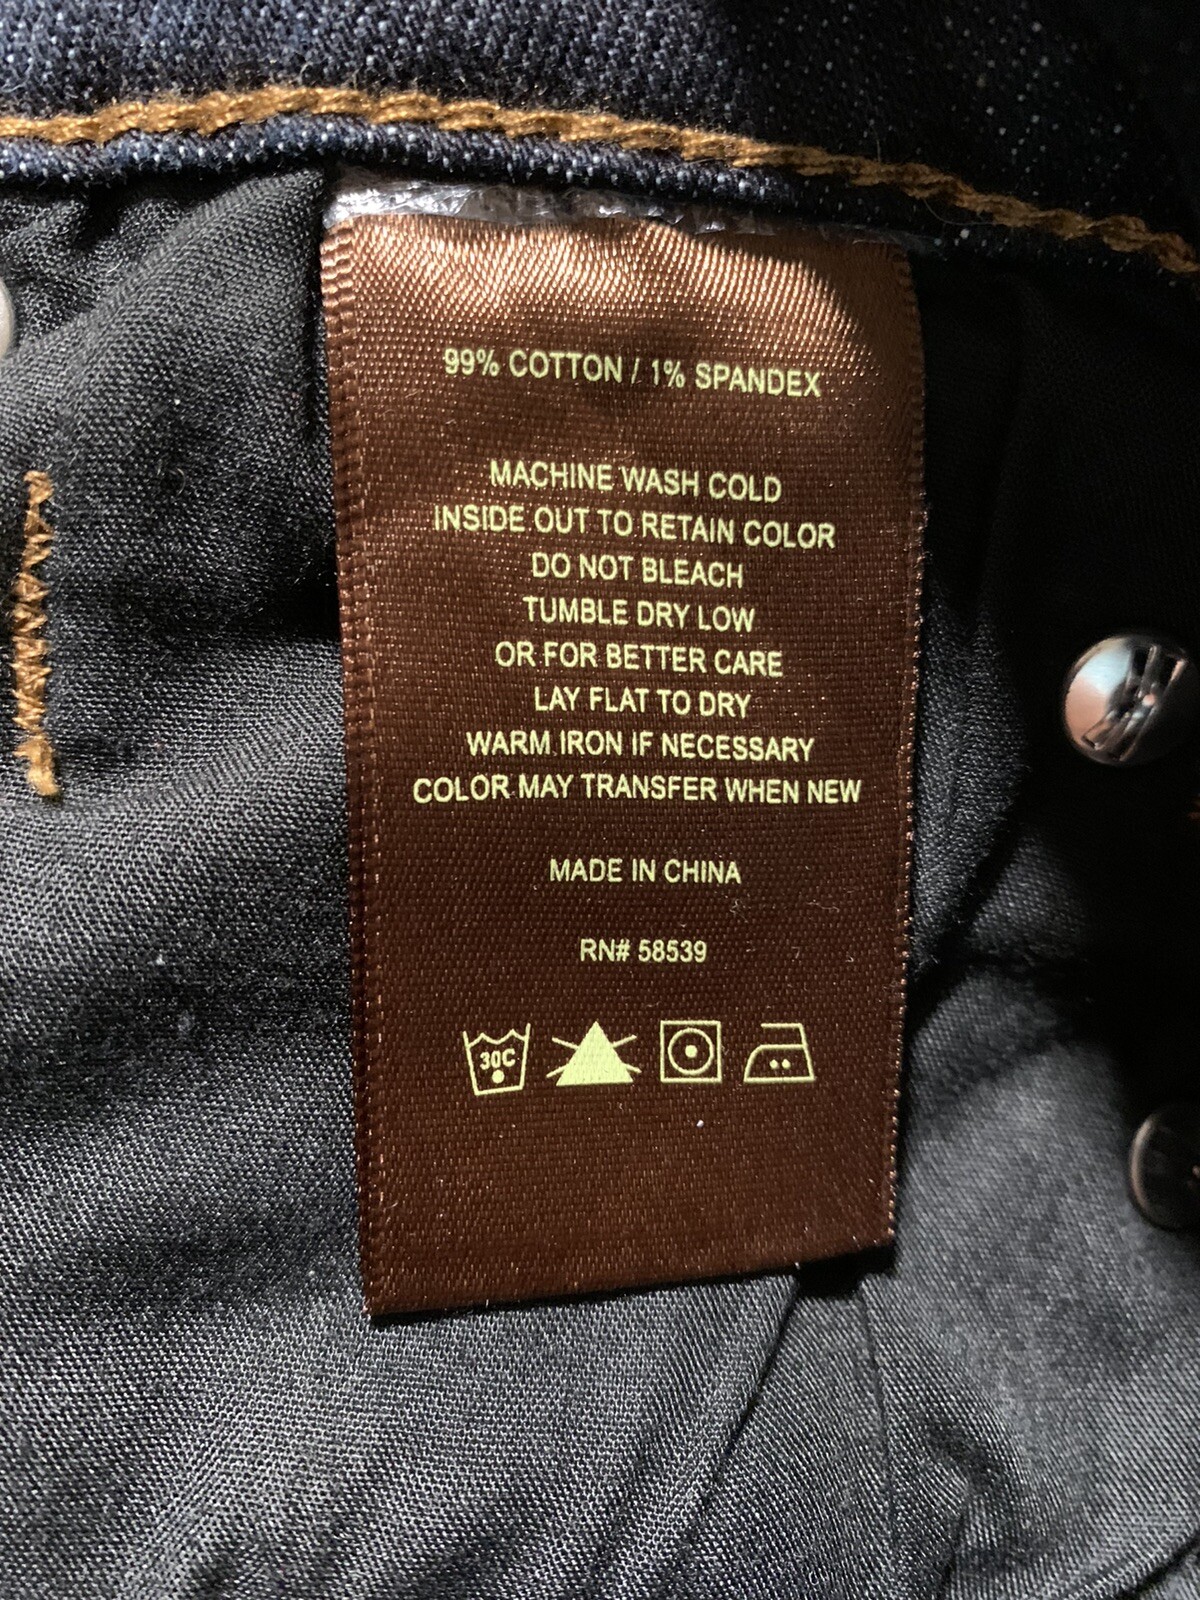 99% COTTON / 1% SPANDEX
MACHINE WASH COLD
INSIDE OUT TO RETAIN COLOR
DO NOT BLEACH
TUMBLE DRY LOW
OR FOR BETTER CARE
LAY FLAT TO DRY
WARM IRON IF NECESSARY
COLOR MAY TRANSFER WHEN NEW
MADE IN CHINA
RN# 58539
30C